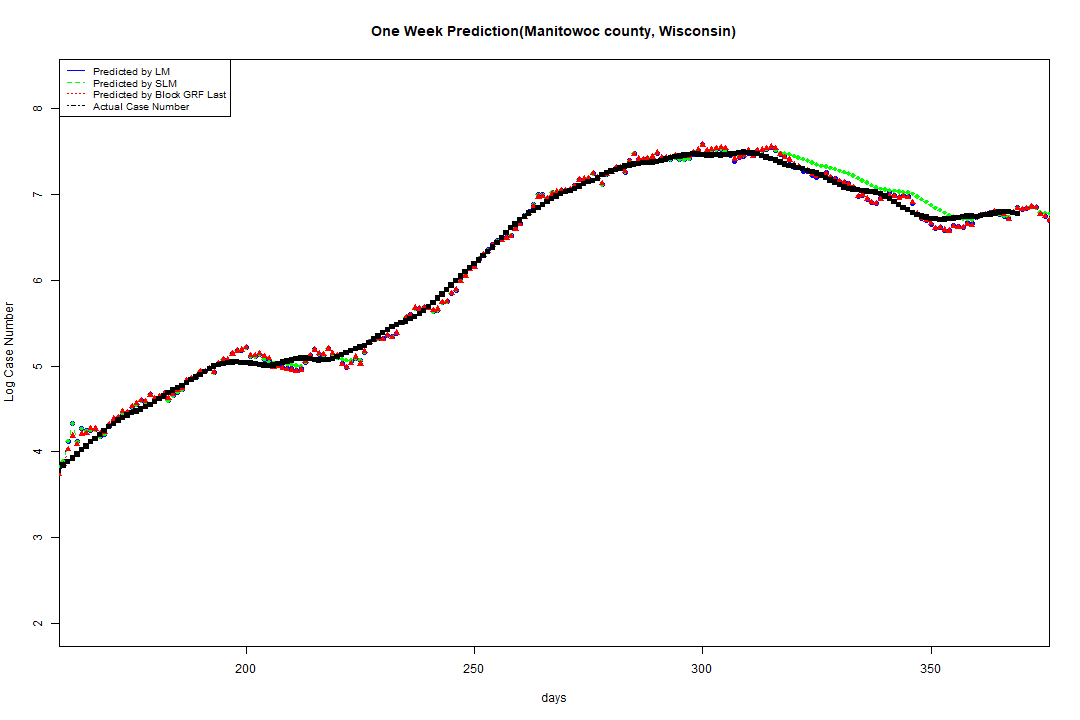 One Week Prediction(Manitowoc county, Wisconsin)
Predicted by LM
Predicted by SLM
Predicted by Block GRF Last
Actual Case Number
8
7
6
5
4
3
2
Log Case Number
200 250 300 350
days